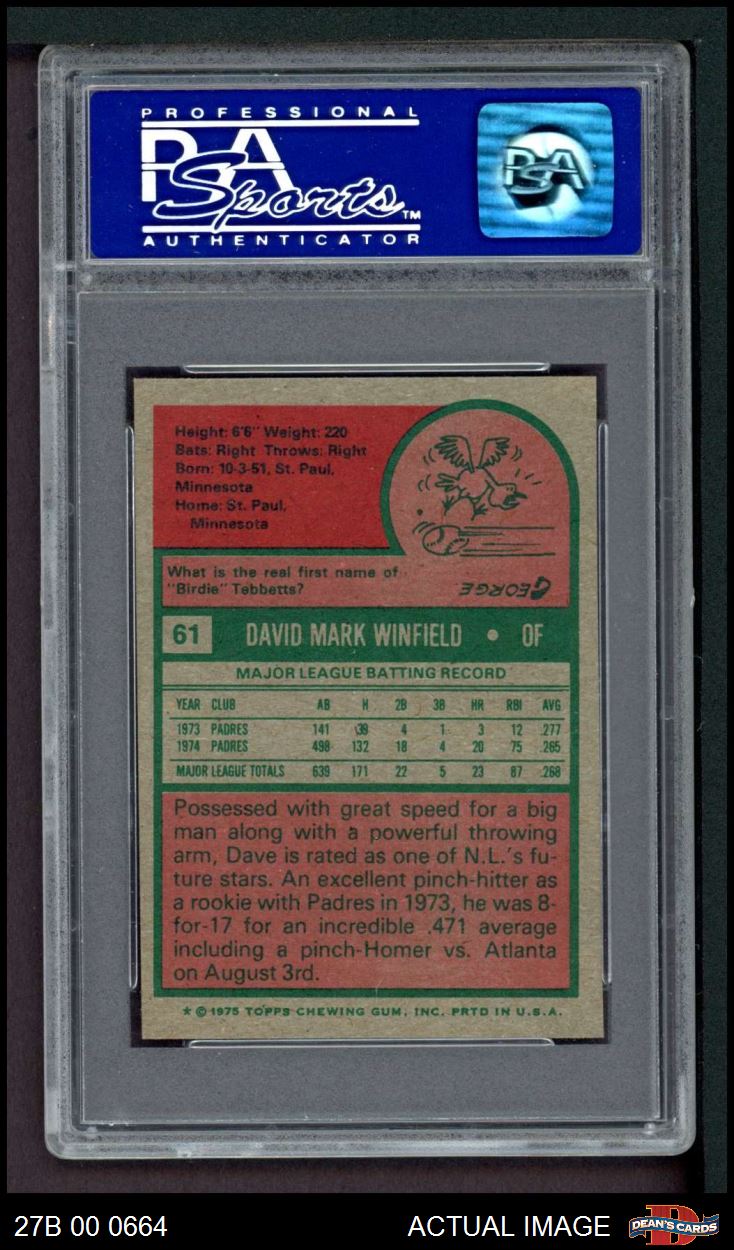 PROFESSIONAL
PSA
Sports™
AUTHENTICATOR
PSA
Height: 6'6" Weight: 220
Bats: Right Throws: Right
Born: 10-3-51, St. Paul,
Minnesota
Home: St. Paul,
Minnesota
What is the real first name of
"Birdie" Tebbetts?
GEORGE
61 DAVID MARK WINFIELD • OF
MAJOR LEAGUE BATTING RECORD
YEAR CLUB AB H 2B 3B HR RBI AVG
1973 PADRES 141 39 4 1 3 12 .277
1974 PADRES 498 132 18 4 20 75 .265
MAJOR LEAGUE TOTALS 639 171 22 5 23 87 .268
Possessed with great speed for a big
man along with a powerful throwing
arm, Dave is rated as one of N.L.'s fu-
ture stars. An excellent pinch-hitter as
a rookie with Padres in 1973, he was 8-
for-17 for an incredible .471 average
including a pinch-Homer vs. Atlanta
on August 3rd.
* © 1975 TOPPS CHEWING GUM, INC. PRTD IN U.S.A.
27B 00 0664 ACTUAL IMAGE DEAN'S CARDS